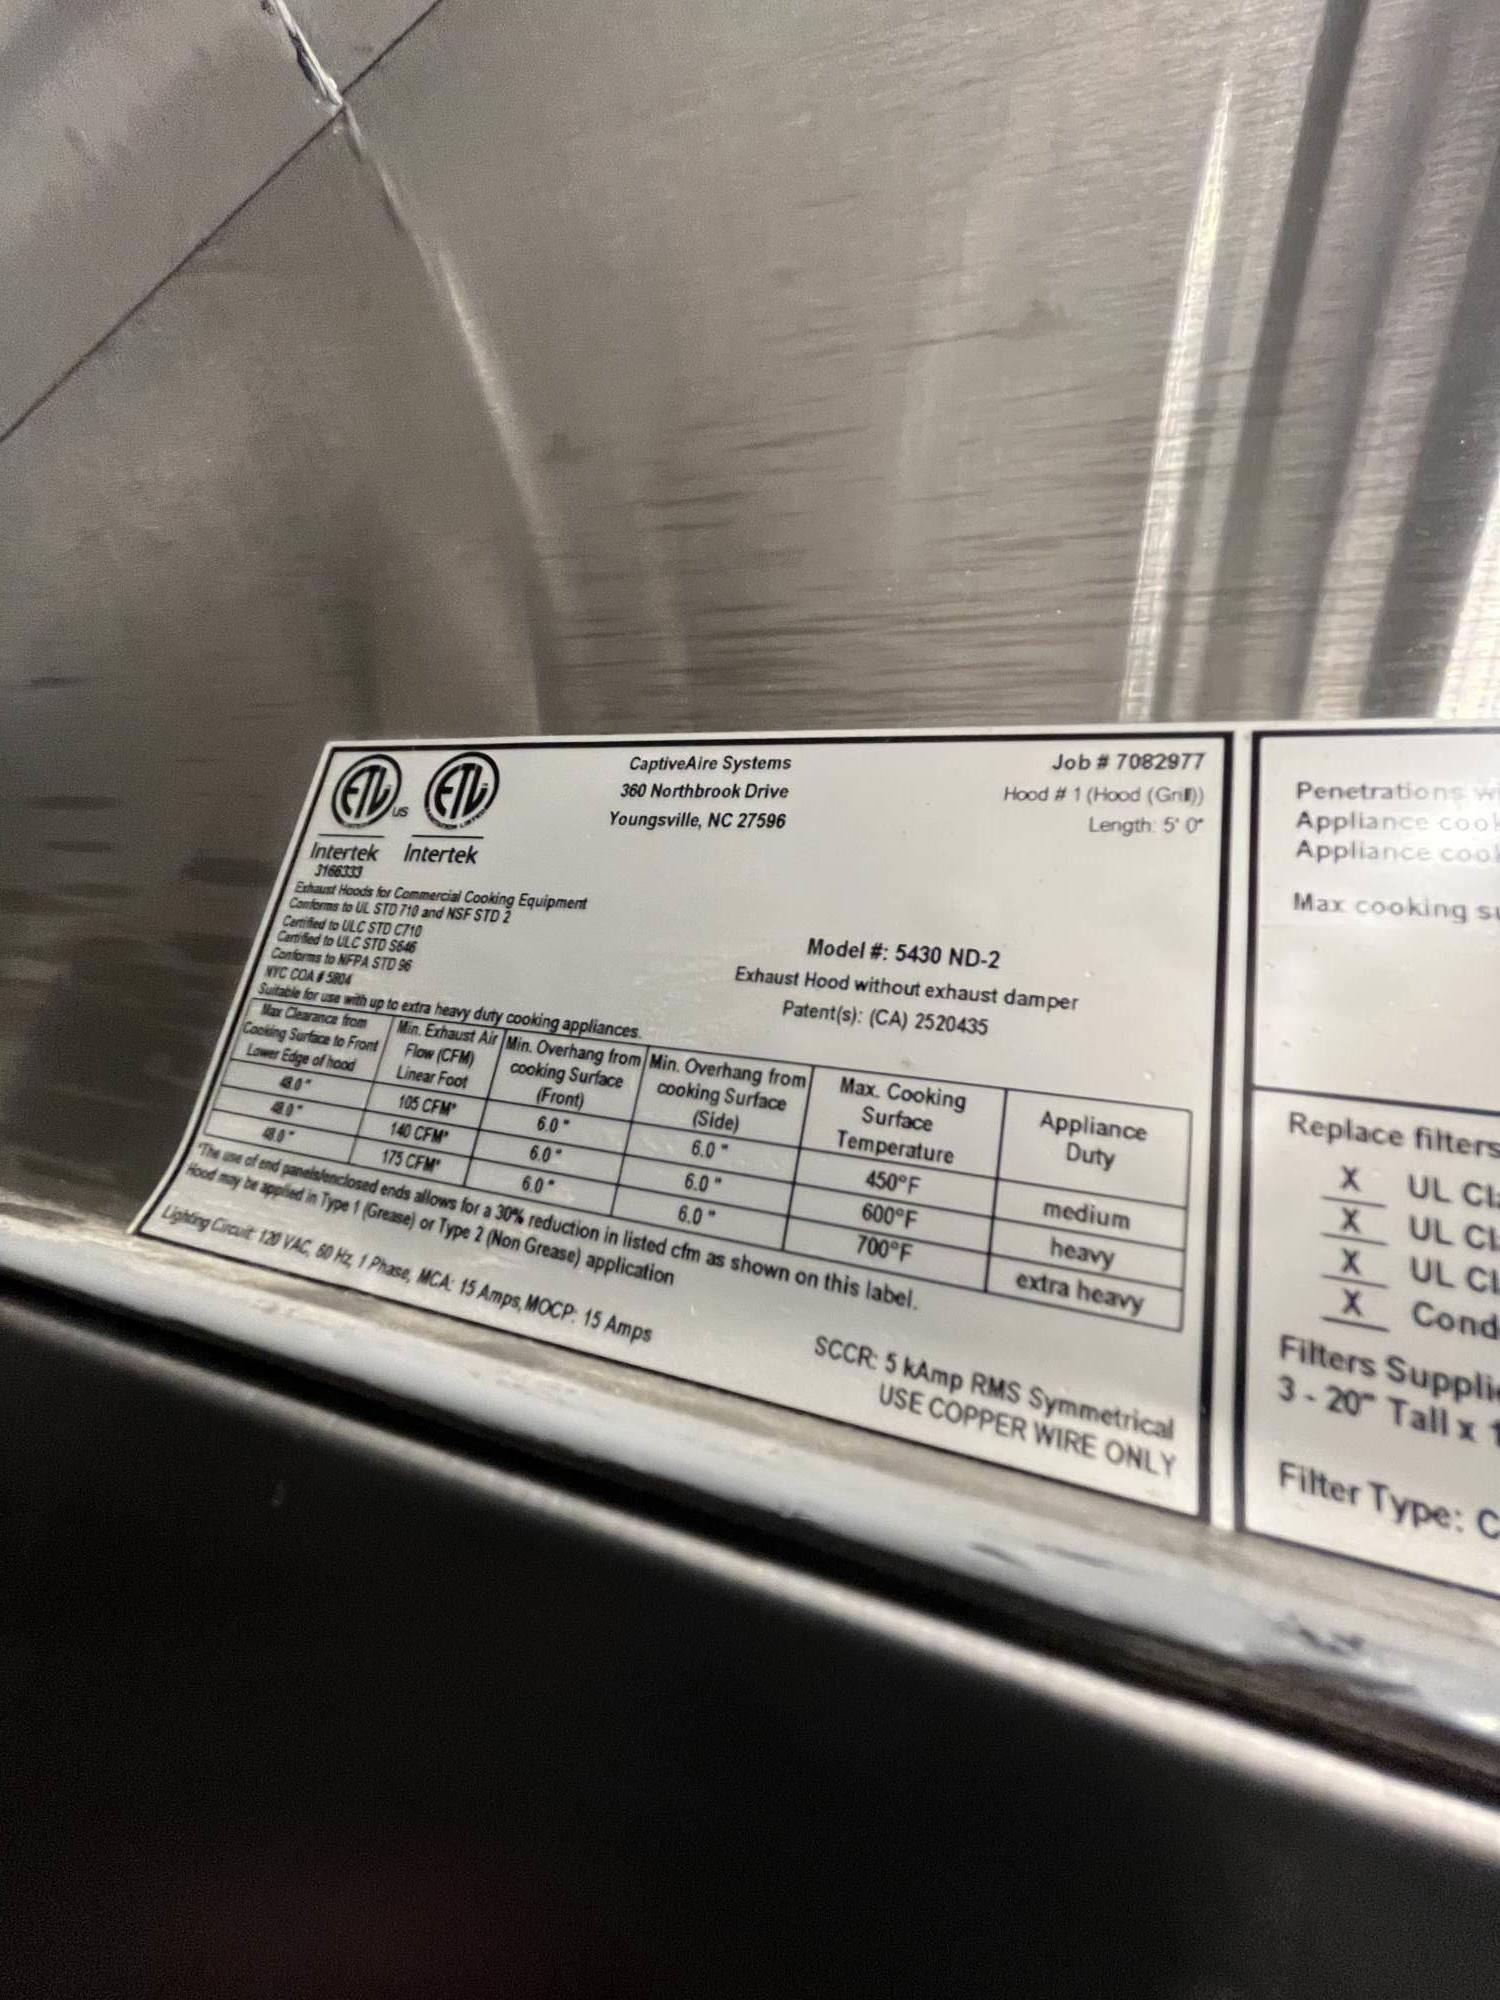 ETL ETL
US
Intertek Intertek
3166333
CaptiveAire Systems
360 Northbrook Drive
Youngsville, NC 27596
Job # 7082977
Hood # 1 (Hood (Grill))
Length: 5' 0"
Exhaust Hoods for Commercial Cooking Equipment
Conforms to UL STD 710 and NSF STD 2
Certified to ULC STD C710
Certified to ULC STD S646
Conforms to NFPA STD 96
NYC COA # 5804
Suitable for use with up to extra heavy duty cooking appliances.
Model #: 5430 ND-2
Exhaust Hood without exhaust damper
Patent(s): (CA) 2520435
Max Clearance from
Cooking Surface to Front
Lower Edge of hood
Min. Exhaust Air
Flow (CFM)
Linear Foot
Min. Overhang from
cooking Surface
(Front)
Min. Overhang from
cooking Surface
(Side)
Max. Cooking
Surface
Temperature
Appliance
Duty
48.0" 105 CFM* 6.0" 6.0" 450°F medium
48.0" 140 CFM* 6.0" 6.0" 600°F heavy
48.0" 175 CFM* 6.0" 6.0" 700°F extra heavy
*The use of end panels/enclosed ends allows for a 30% reduction in listed cfm as shown on this label.
Hood may be applied in Type 1 (Grease) or Type 2 (Non Grease) application
Lighting Circuit: 120 VAC, 60 Hz, 1 Phase, MCA: 15 Amps, MOCP: 15 Amps
SCCR: 5 kAmp RMS Symmetrical
USE COPPER WIRE ONLY
Penetrations
Appliance
Appliance
Max cooking
Replace filters
X UL
X UL
X UL
X
Filters
3 - 20" Tall x
Filter Type: